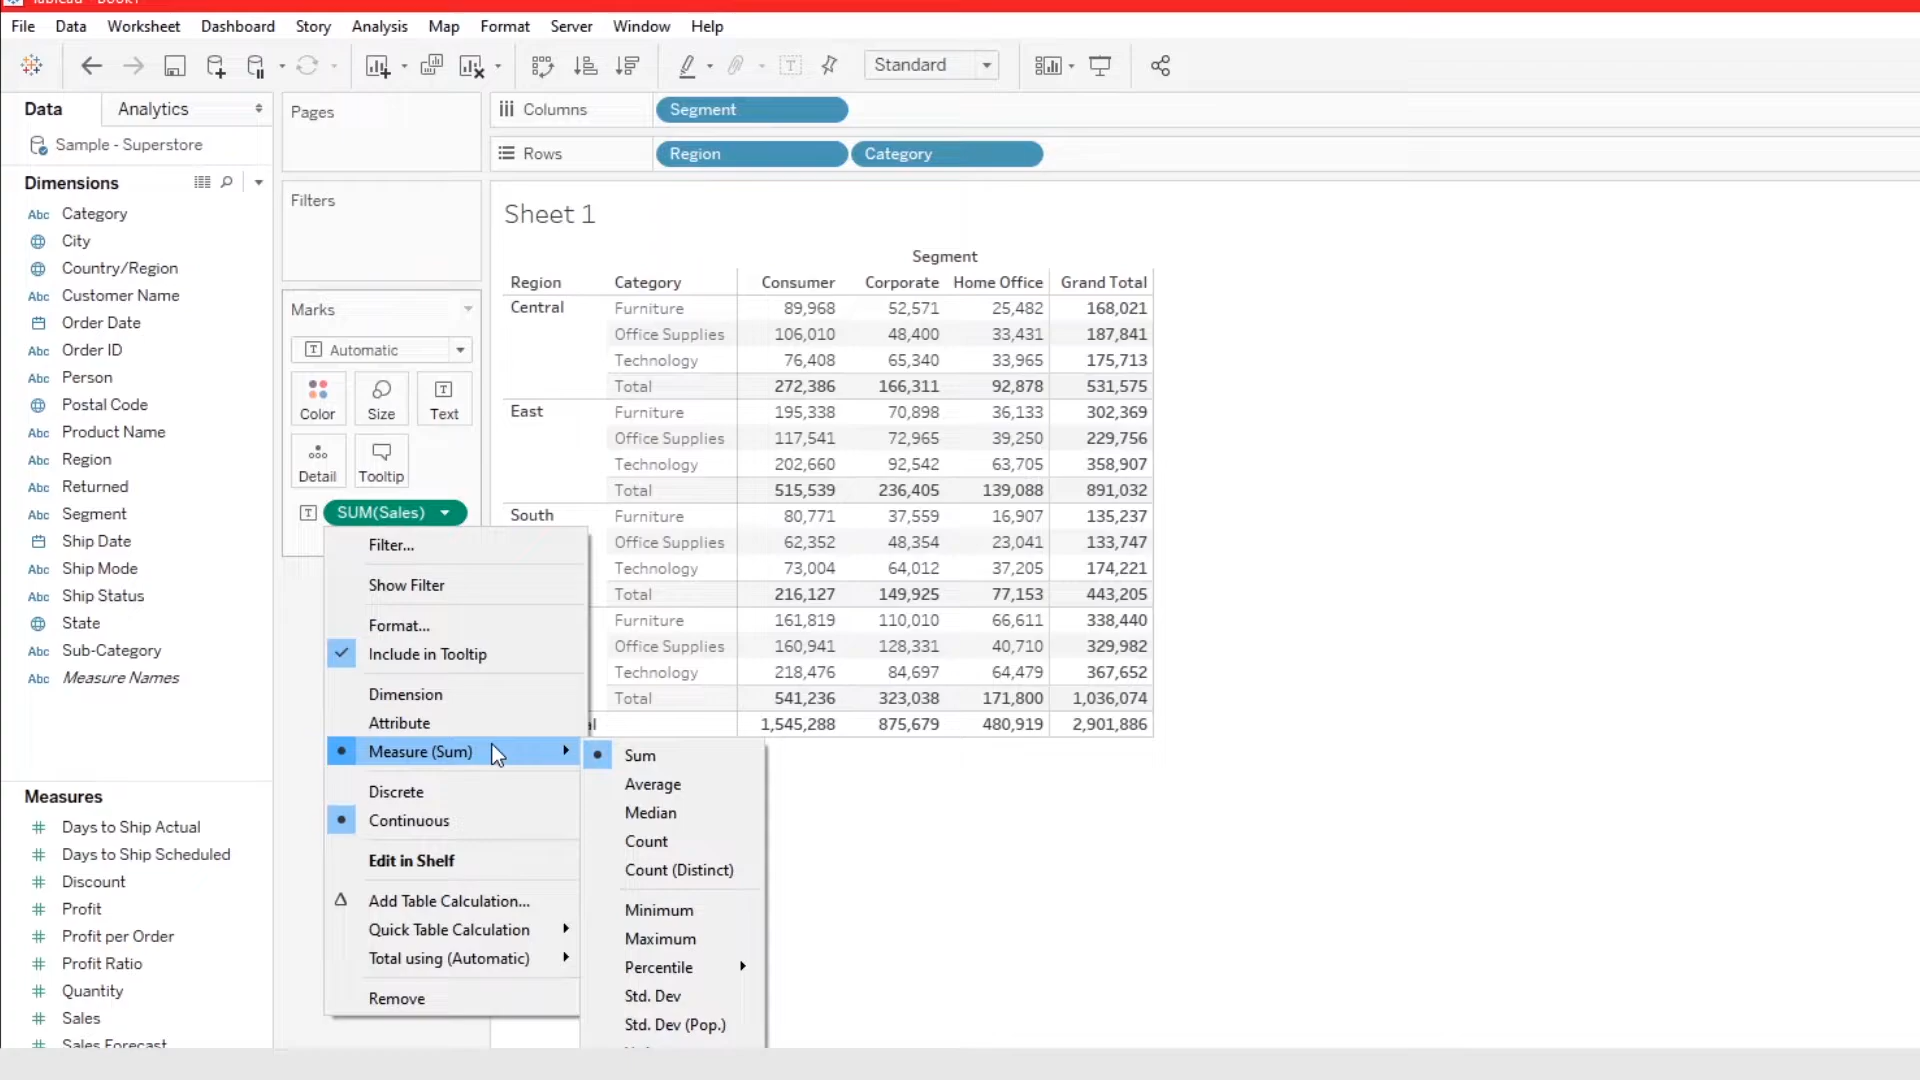 File Data Worksheet Dashboard Story Analysis Map Format Server Window Help
Standard
Data Analytics
Sample - Superstore
Dimensions
Abc Category
City
Country/Region
Abc Customer Name
Order Date
Abc Order ID
Abc Person
Postal Code
Abc Product Name
Abc Region
Abc Returned
Abc Segment
Ship Date
Abc Ship Mode
Abc Ship Status
State
Abc Sub-Category
Abc Measure Names
Measures
# Days to Ship Actual
# Days to Ship Scheduled
# Discount
# Profit
# Profit per Order
# Profit Ratio
# Quantity
# Sales
# Sales Forecast
Pages
Filters
Marks
T Automatic
Color Size Text
Detail Tooltip
T SUM(Sales)
Filter...
Show Filter
Format...
Include in Tooltip
Dimension
Attribute
Measure (Sum)
Discrete
Continuous
Edit in Shelf
Add Table Calculation...
Quick Table Calculation
Total using (Automatic)
Remove
Sum
Average
Median
Count
Count (Distinct)
Minimum
Maximum
Percentile
Std. Dev
Std. Dev (Pop.)
Columns Segment
Rows Region Category
Sheet 1
Segment
Region Category Consumer Corporate Home Office Grand Total
Central Furniture 89,968 52,571 25,482 168,021
Office Supplies 106,010 48,400 33,431 187,841
Technology 76,408 65,340 33,965 175,713
Total 272,386 166,311 92,878 531,575
East Furniture 195,338 70,898 36,133 302,369
Office Supplies 117,541 72,965 39,250 229,756
Technology 202,660 92,542 63,705 358,907
Total 515,539 236,405 139,088 891,032
South Furniture 80,771 37,559 16,907 135,237
Office Supplies 62,352 48,354 23,041 133,747
Technology 73,004 64,012 37,205 174,221
Total 216,127 149,925 77,153 443,205
Furniture 161,819 110,010 66,611 338,440
Office Supplies 160,941 128,331 40,710 329,982
Technology 218,476 84,697 64,479 367,652
Total 541,236 323,038 171,800 1,036,074
1,545,288 875,679 480,919 2,901,886